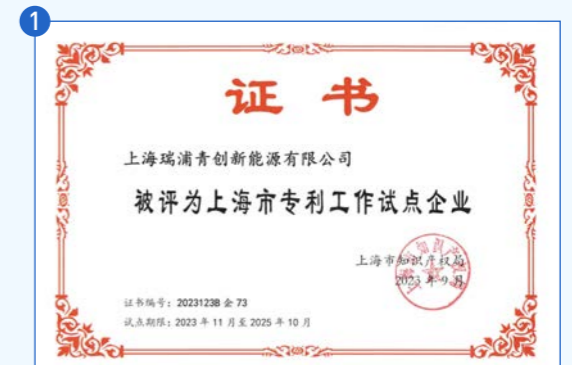 1
证 书
上海瑞浦青创新能源有限公司
被评为上海市专利工作试点企业
上海市知识产权局
2023 年 9 月
证书编号：2023123B 企 73
试点期限：2023 年 11 月至 2025 年 10 月